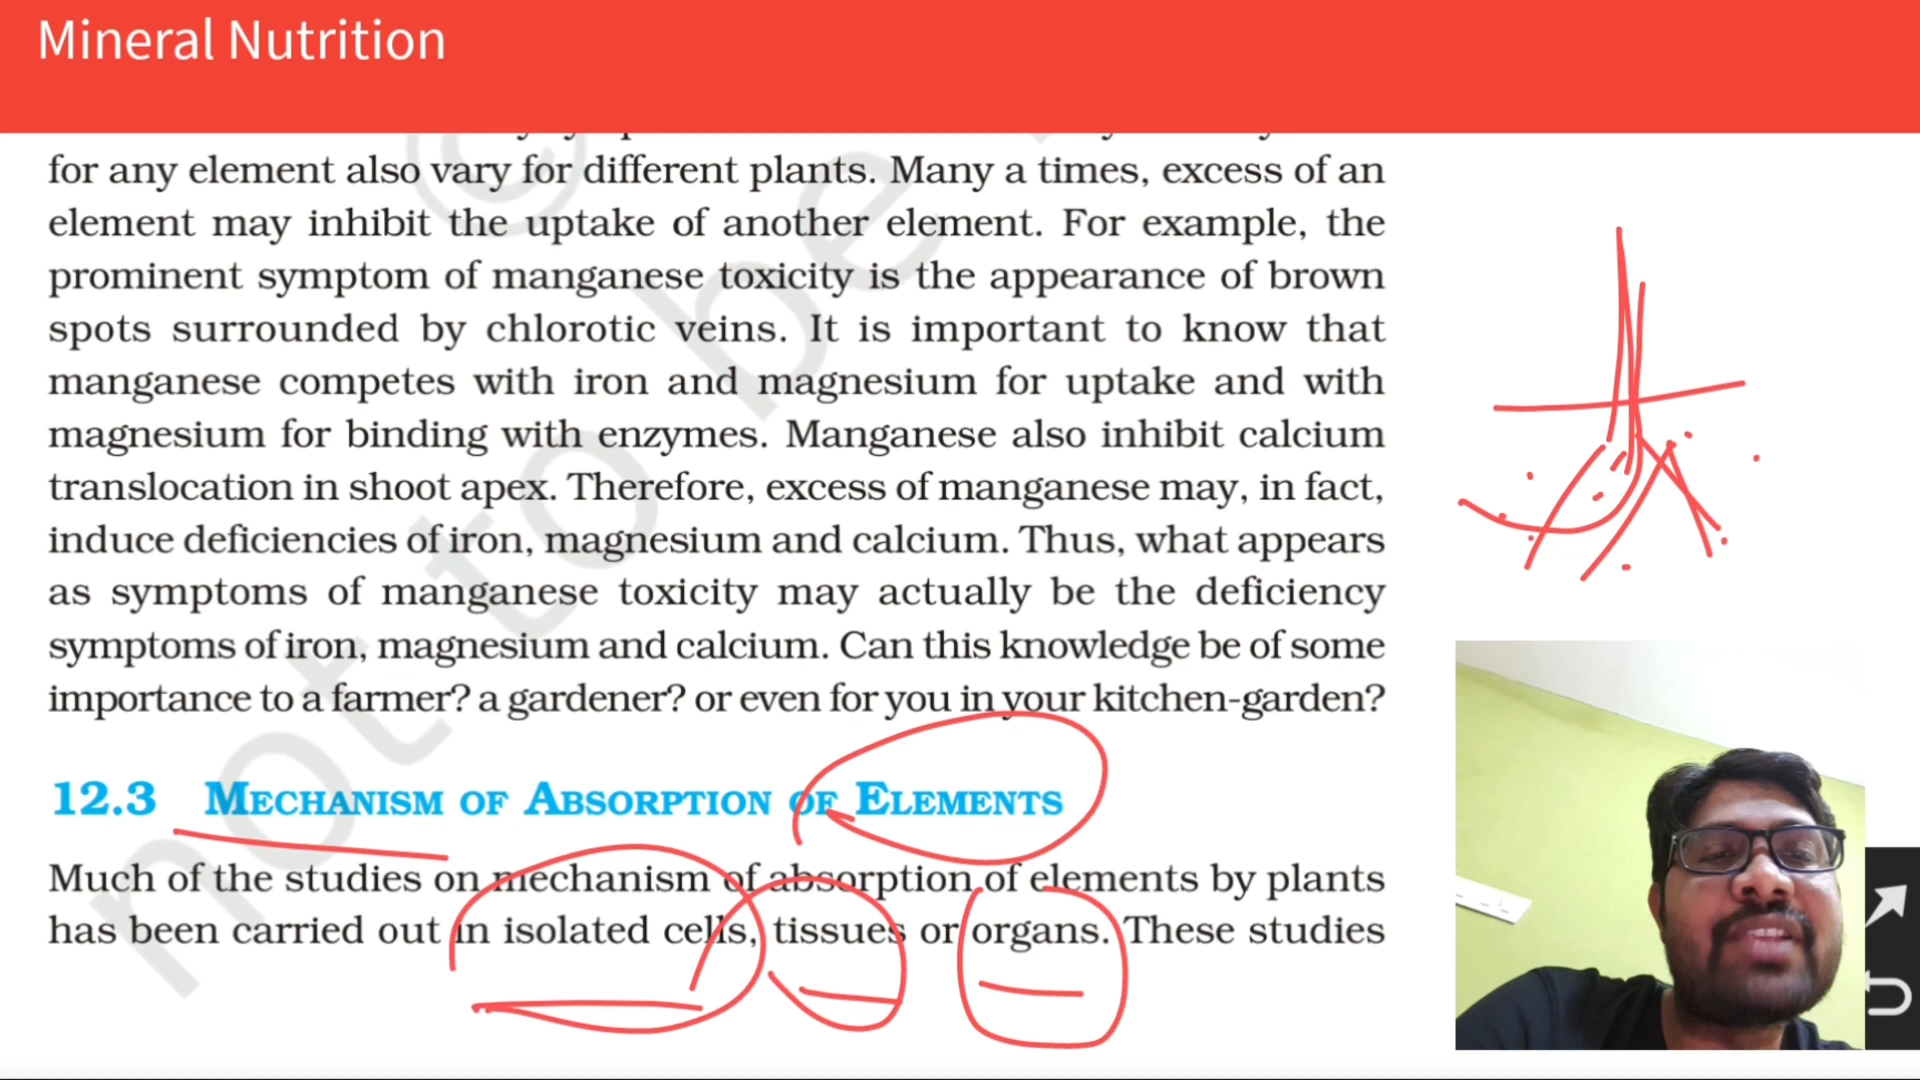 Mineral Nutrition
for any element also vary for different plants. Many a times, excess of an
element may inhibit the uptake of another element. For example, the
prominent symptom of manganese toxicity is the appearance of brown
spots surrounded by chlorotic veins. It is important to know that
manganese competes with iron and magnesium for uptake and with
magnesium for binding with enzymes. Manganese also inhibit calcium
translocation in shoot apex. Therefore, excess of manganese may, in fact,
induce deficiencies of iron, magnesium and calcium. Thus, what appears
as symptoms of manganese toxicity may actually be the deficiency
symptoms of iron, magnesium and calcium. Can this knowledge be of some
importance to a farmer? a gardener? or even for you in your kitchen-garden?
12.3 MECHANISM OF ABSORPTION OF ELEMENTS
Much of the studies on mechanism of absorption of elements by plants
has been carried out in isolated cells, tissues or organs. These studies
© not to be